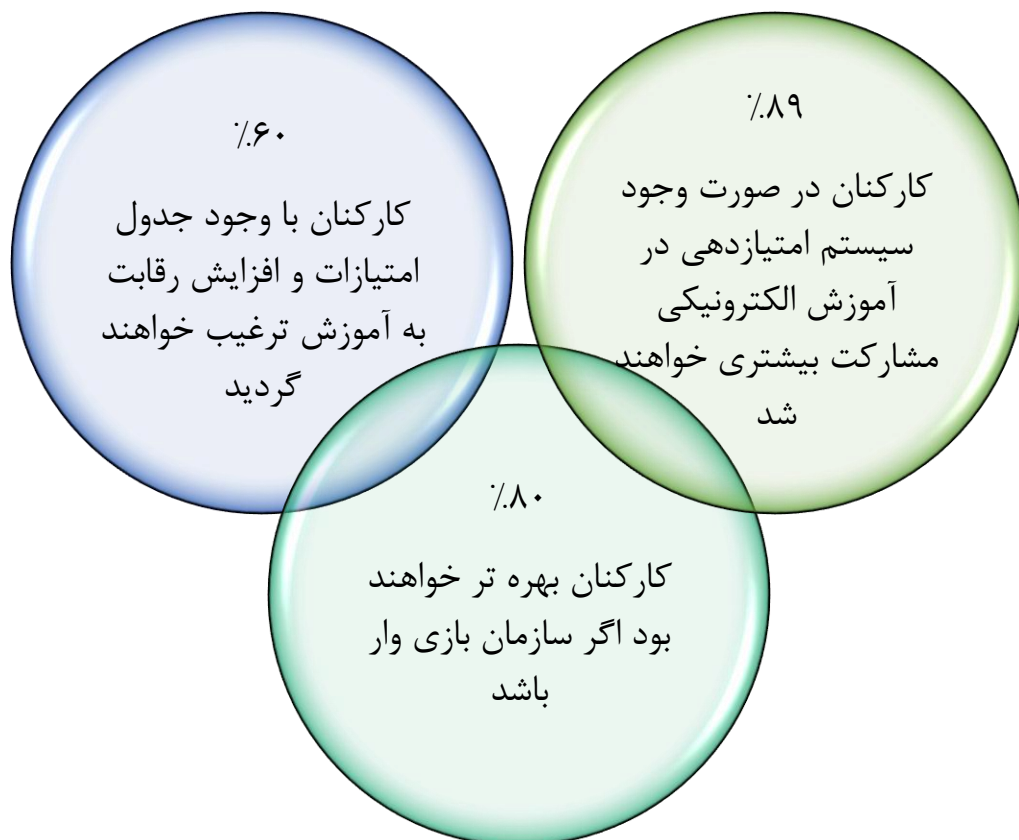 ٪۸۹
کارکنان در صورت وجود
سیستم امتیازدهی در
آموزش الکترونیکی
مشارکت بیشتری خواهند
شد
٪۶۰
کارکنان با وجود جدول
امتیازات و افزایش رقابت
به آموزش ترغیب خواهند
گردید
٪۸۰
کارکنان بهره تر خواهند
بود اگر سازمان بازی وار
باشد